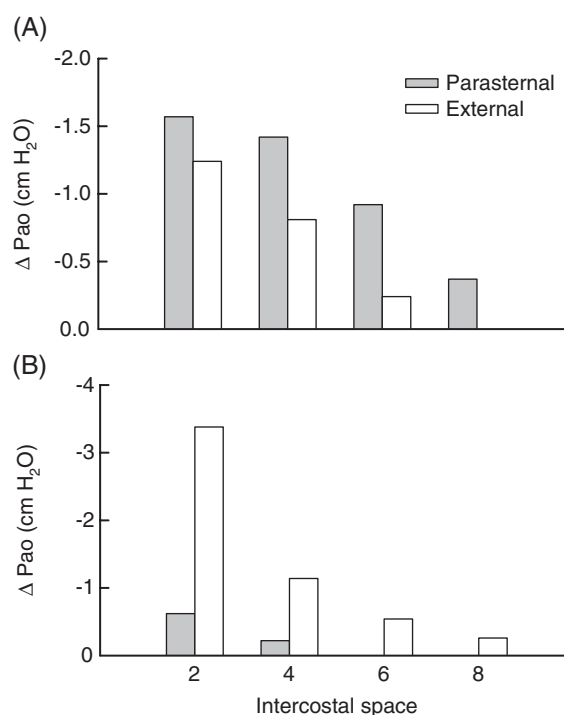 (A)
-2.0
-1.5
-1.0
-0.5
0.0
Δ Pao (cm H₂O)
Parasternal
External
(B)
-4
-3
-2
-1
0
Δ Pao (cm H₂O)
2 4 6 8
Intercostal space